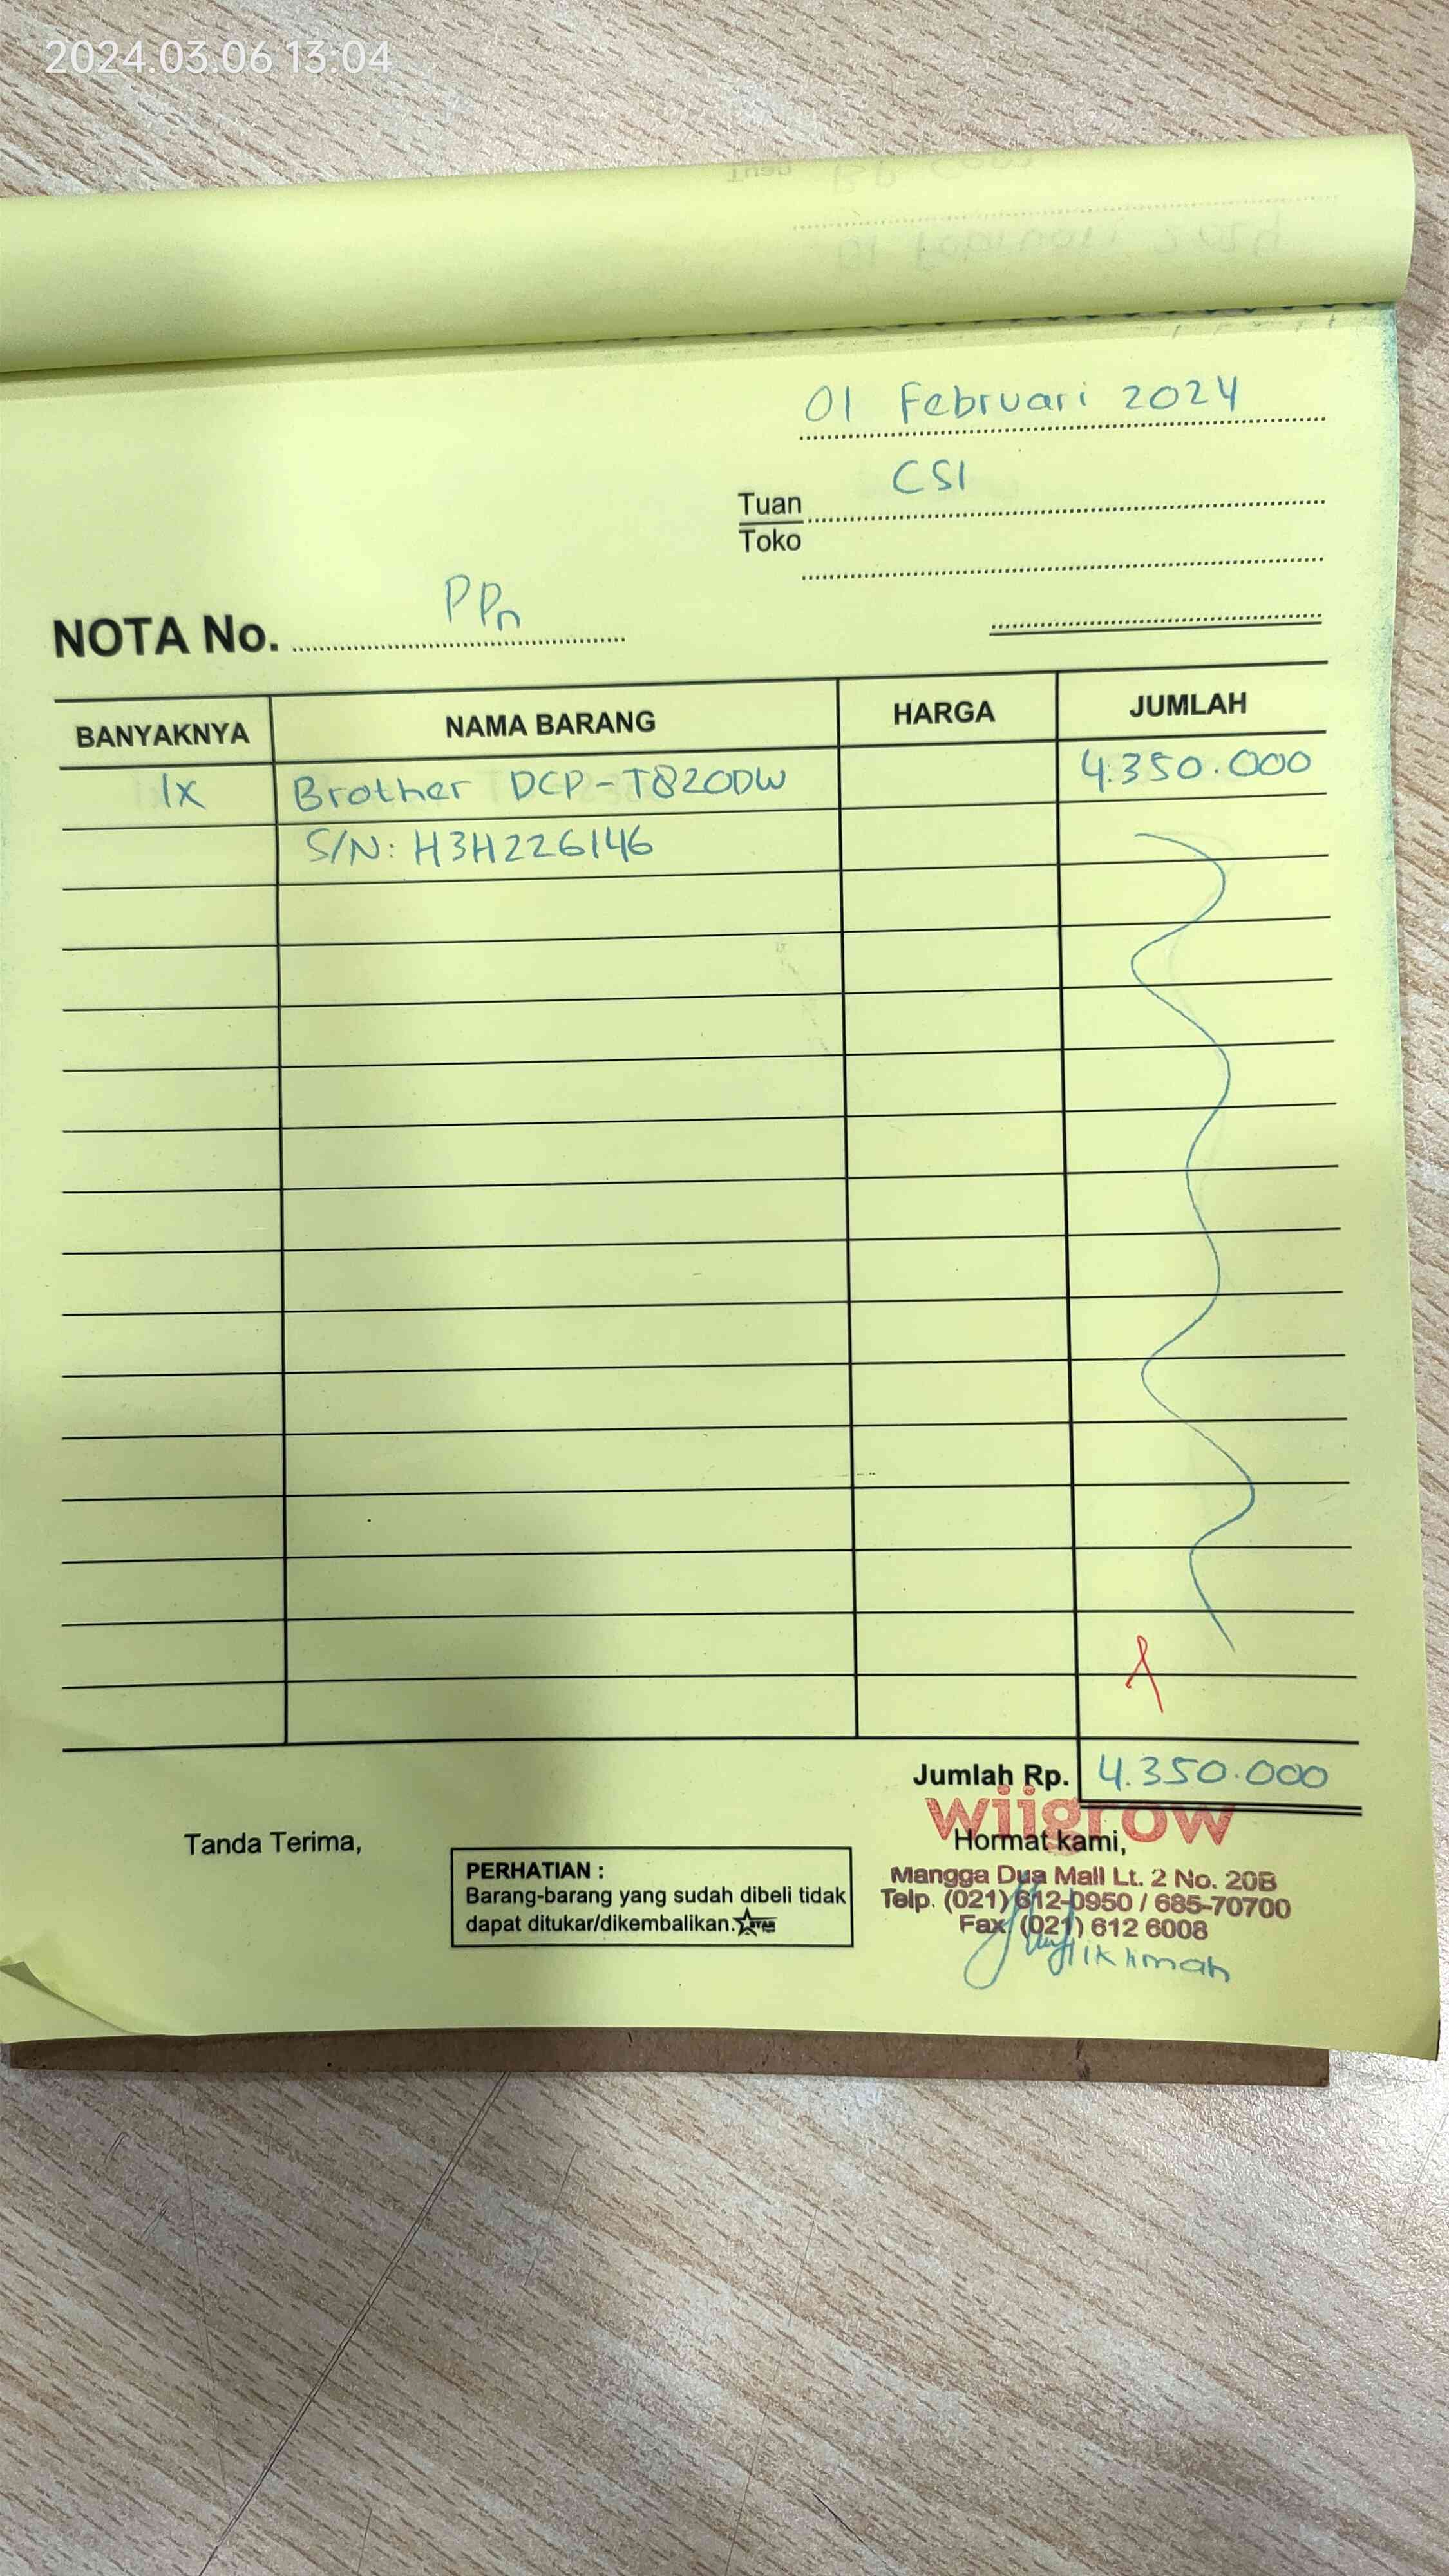 2024.03.06 13:04
01 Februari 2024
CSI
Tuan
Toko
PPn
NOTA No.
BANYAKNYA NAMA BARANG HARGA JUMLAH
1x Brother DCP-T820DW 4.350.000
S/N: H3H226146
Jumlah Rp. 4.350.000
wiigrow
Tanda Terima, Hormat kami,
PERHATIAN :
Barang-barang yang sudah dibeli tidak
dapat ditukar/dikembalikan. STAR
Mangga Dua Mall Lt. 2 No. 20B
Telp. (021) 612-0950 / 685-70700
Fax (021) 612 6008